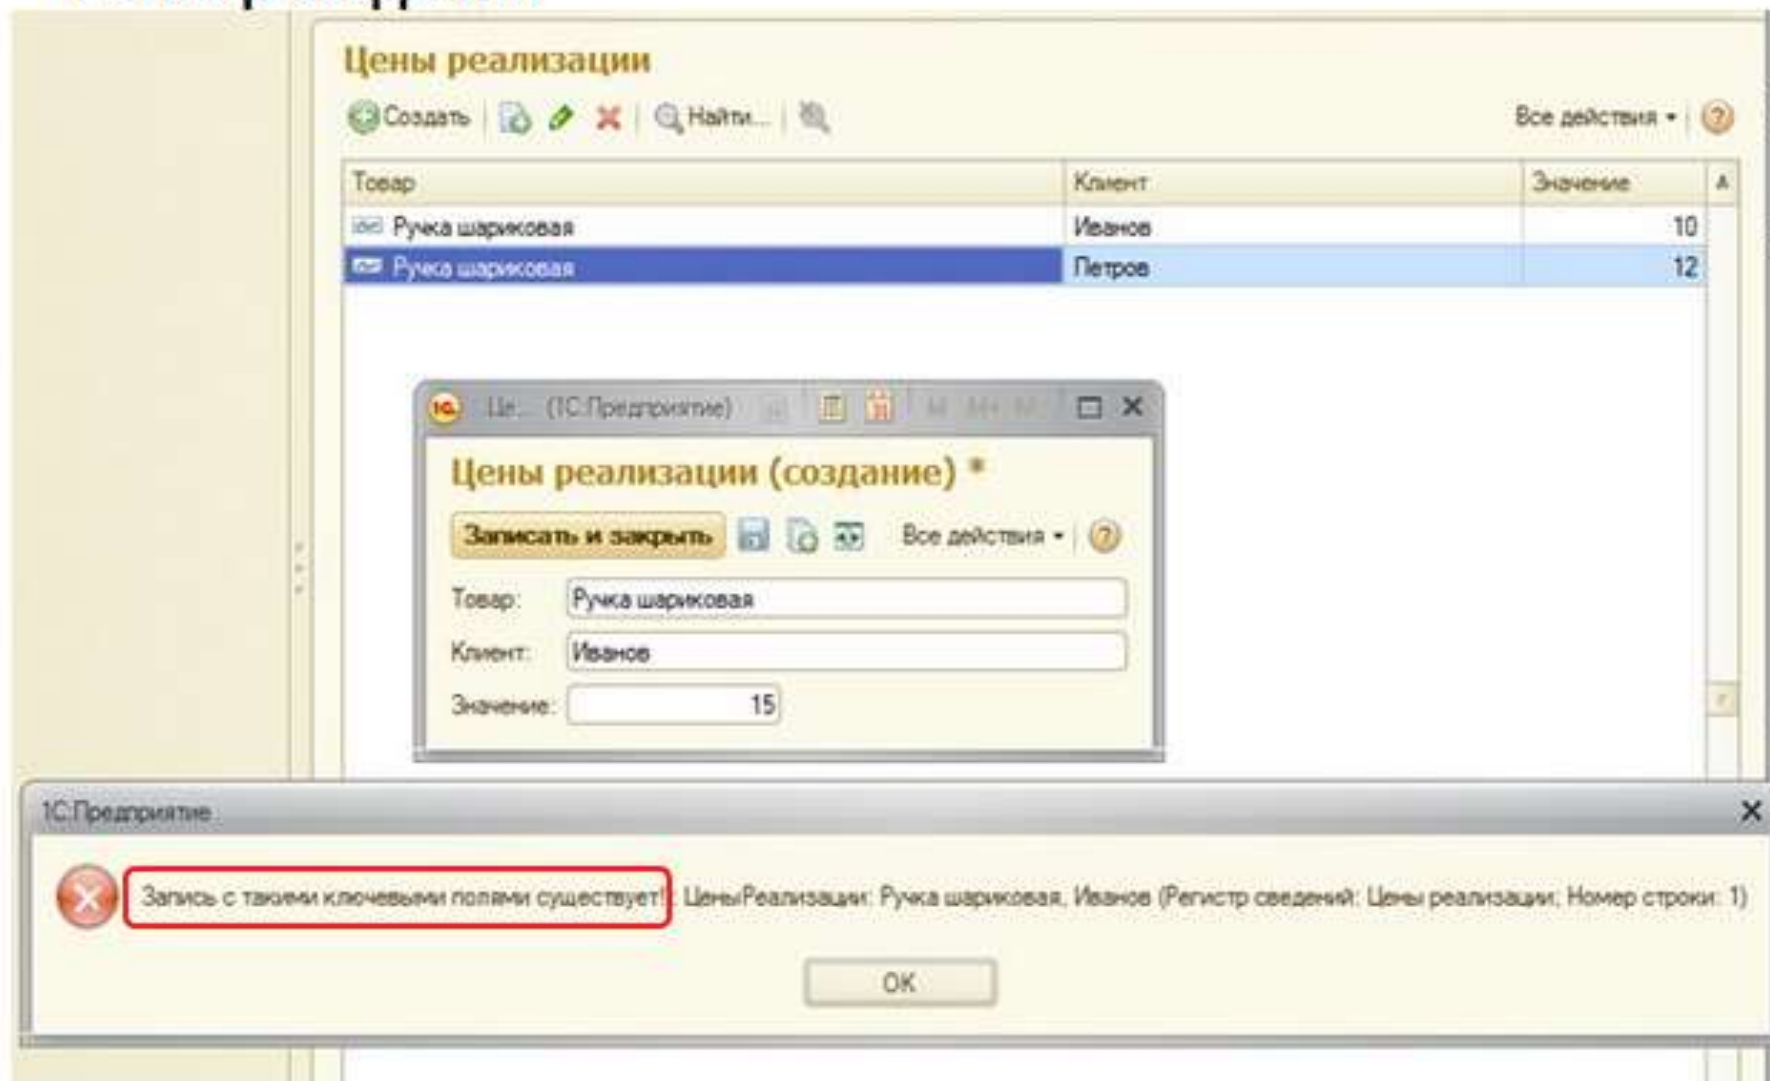 Цены реализации
Создать Найти... Все действия
Товар Клиент Значение
Ручка шариковая Иванов 10
Ручка шариковая Петров 12
Це... (1С:Предприятие) M M+
Цены реализации (создание) *
Записать и закрыть Все действия
Товар: Ручка шариковая
Клиент: Иванов
Значение: 15
1С:Предприятие
Запись с такими ключевыми полями существует! : ЦеныРеализации: Ручка шариковая, Иванов (Регистр сведений: Цены реализации; Номер строки: 1)
OK